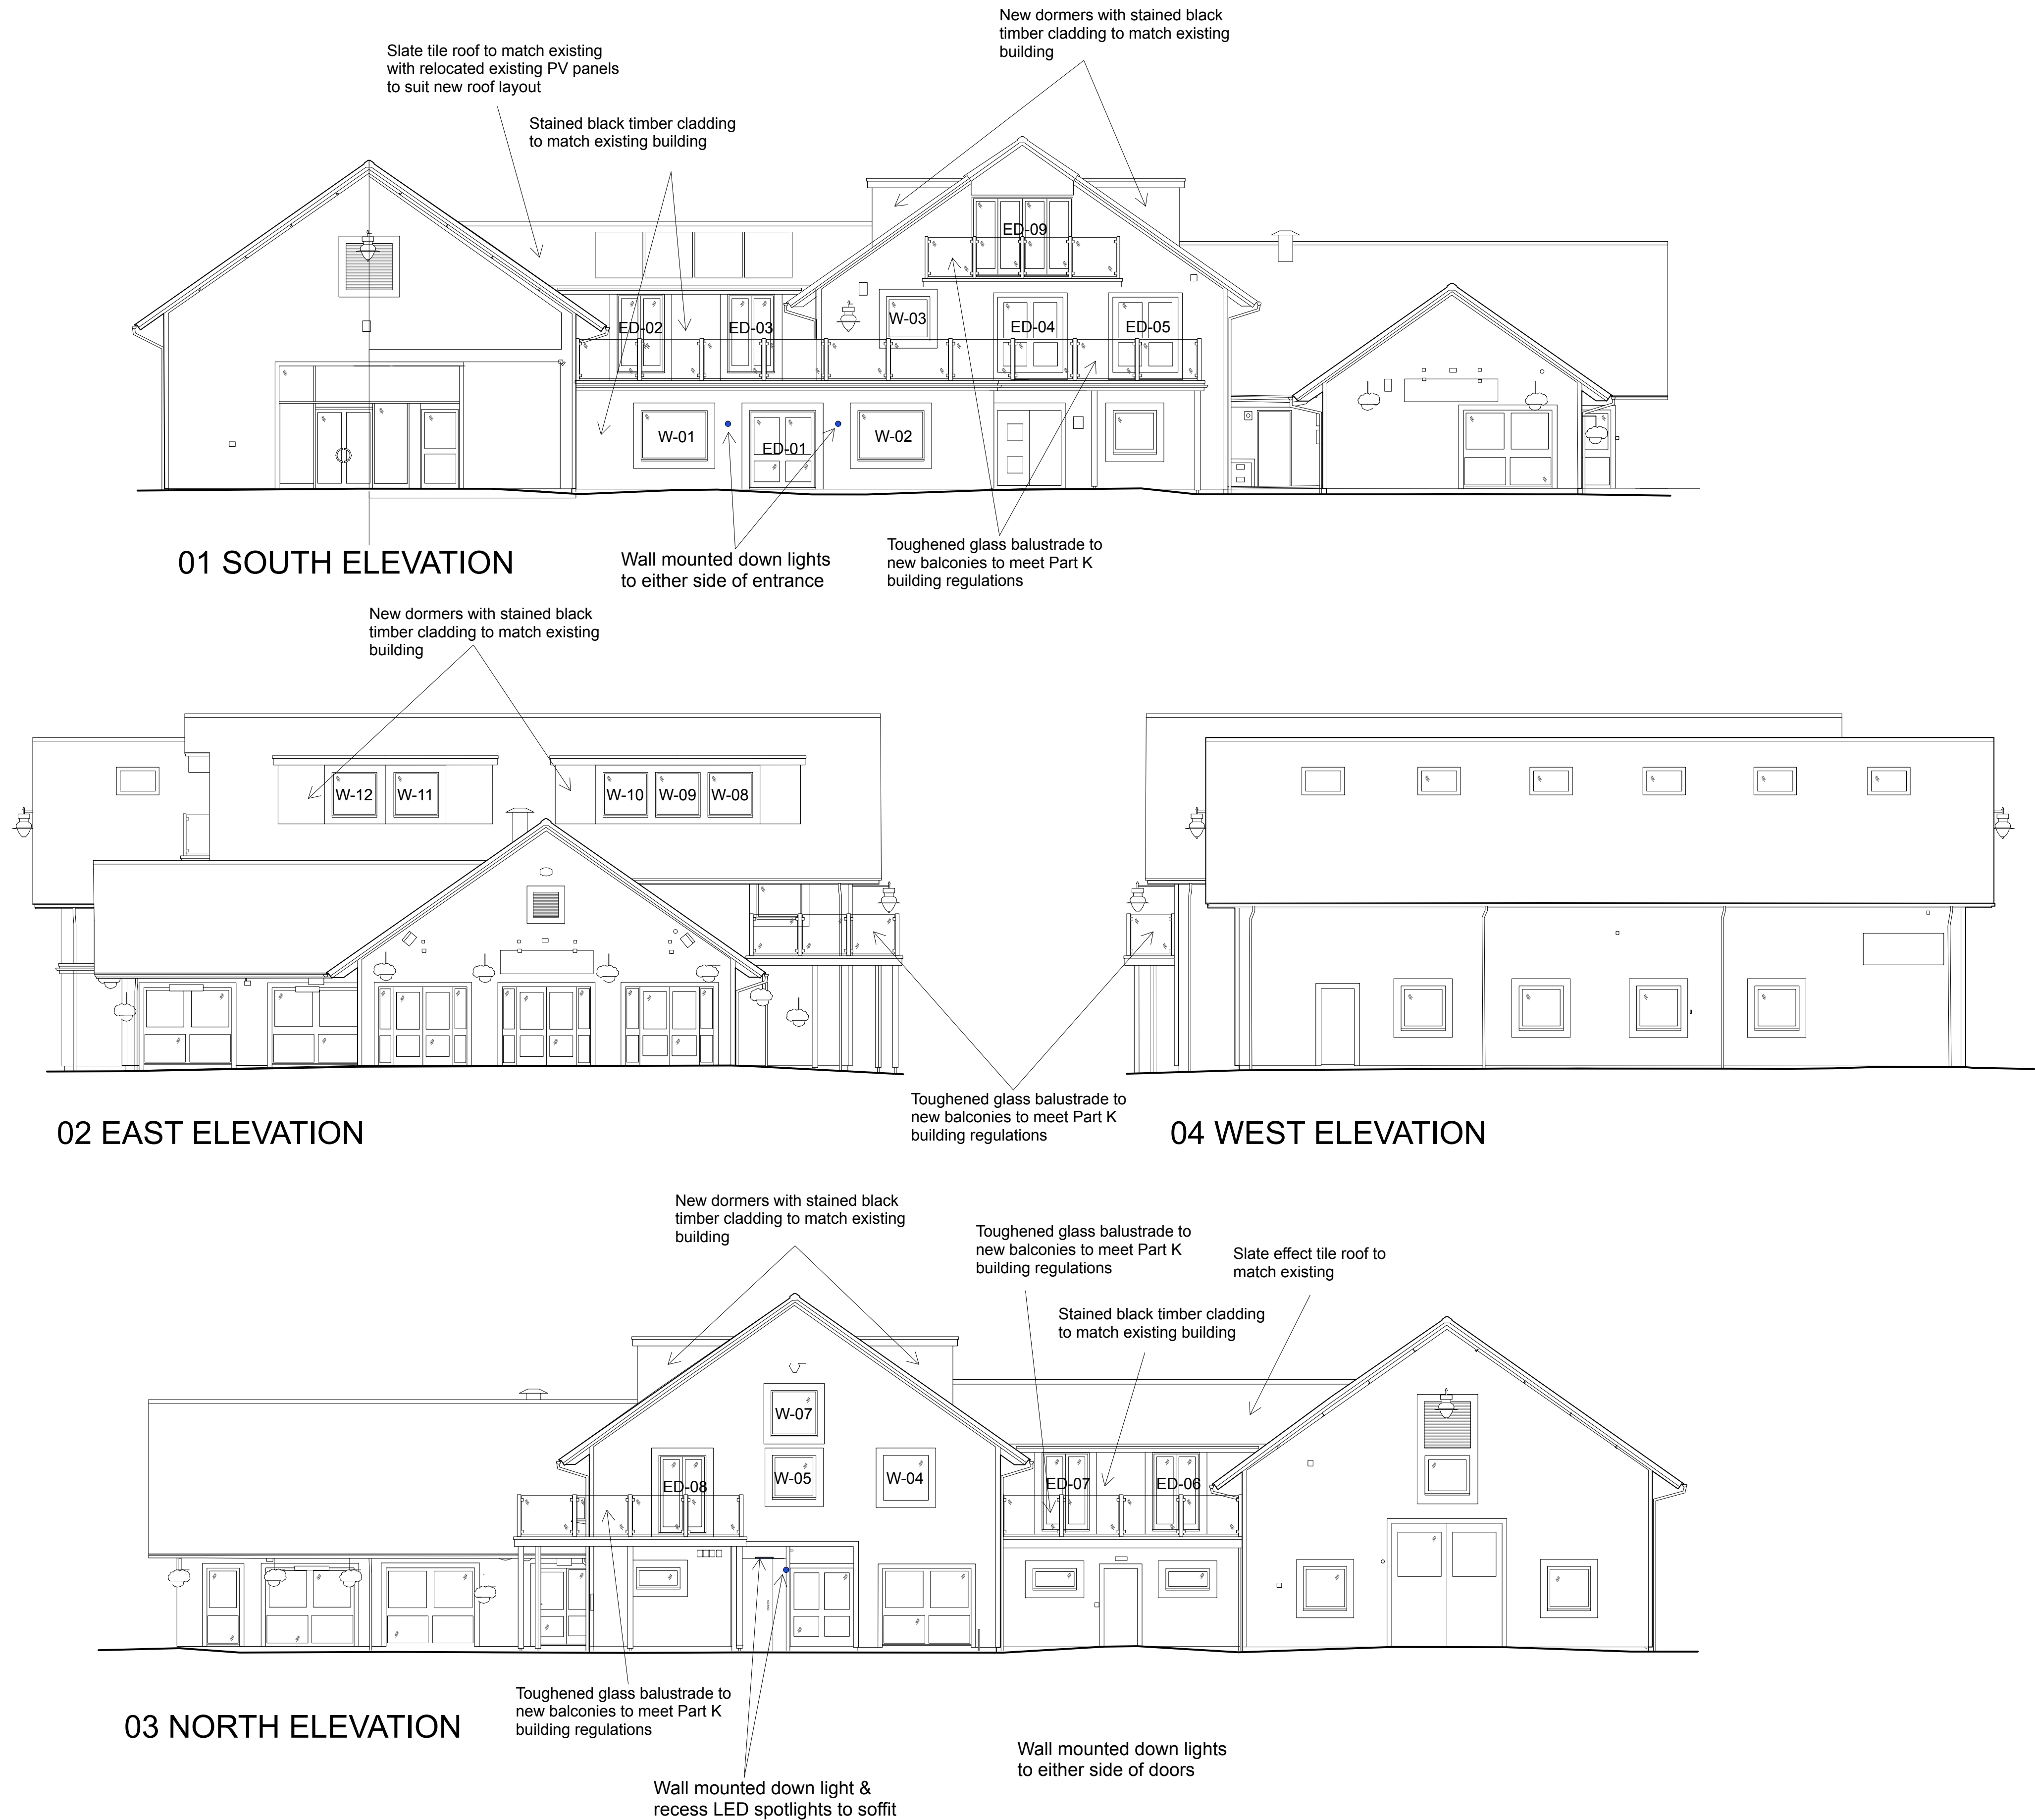 New dormers with stained black
timber cladding to match existing
building
Slate tile roof to match existing
with relocated existing PV panels
to suit new roof layout
Stained black timber cladding
to match existing building
ED-09
W-03
ED-02
ED-03
ED-04
ED-05
W-01
ED-01
W-02
01 SOUTH ELEVATION
Wall mounted down lights
to either side of entrance
Toughened glass balustrade to
new balconies to meet Part K
building regulations
New dormers with stained black
timber cladding to match existing
building
W-12
W-11
W-10
W-09
W-08
Toughened glass balustrade to
new balconies to meet Part K
building regulations
02 EAST ELEVATION
04 WEST ELEVATION
New dormers with stained black
timber cladding to match existing
building
Toughened glass balustrade to
new balconies to meet Part K
building regulations
Slate effect tile roof to
match existing
Stained black timber cladding
to match existing building
W-07
W-05
W-04
ED-08
ED-07
ED-06
Toughened glass balustrade to
new balconies to meet Part K
building regulations
03 NORTH ELEVATION
Wall mounted down lights
to either side of doors
Wall mounted down light &
recess LED spotlights to soffit